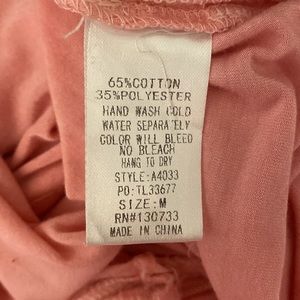 65%COTTON
35%POLYESTER
HAND WASH COLD
WATER SEPARATELY
COLOR WILL BLEED
NO BLEACH
HANG TO DRY
STYLE:A4033
PO:TL33677
SIZE:M
RN#130733
MADE IN CHINA